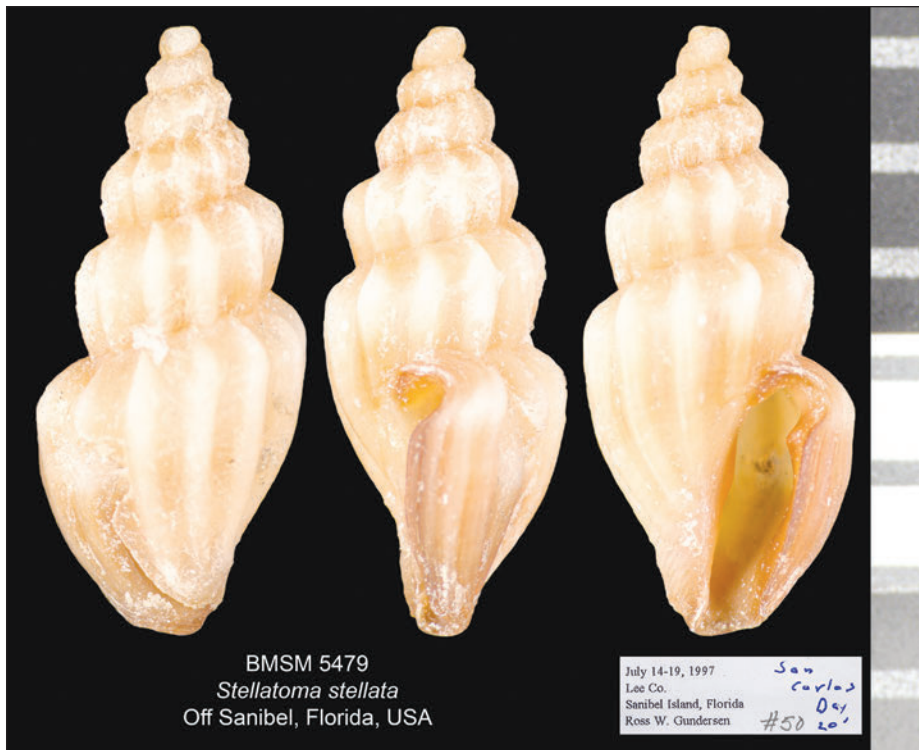 BMSM 5479
Stellatoma stellata
Off Sanibel, Florida, USA
July 14-19, 1997
Lee Co.
Sanibel Island, Florida
Ross W. Gundersen
San
Carlos
Bay
20'
#50